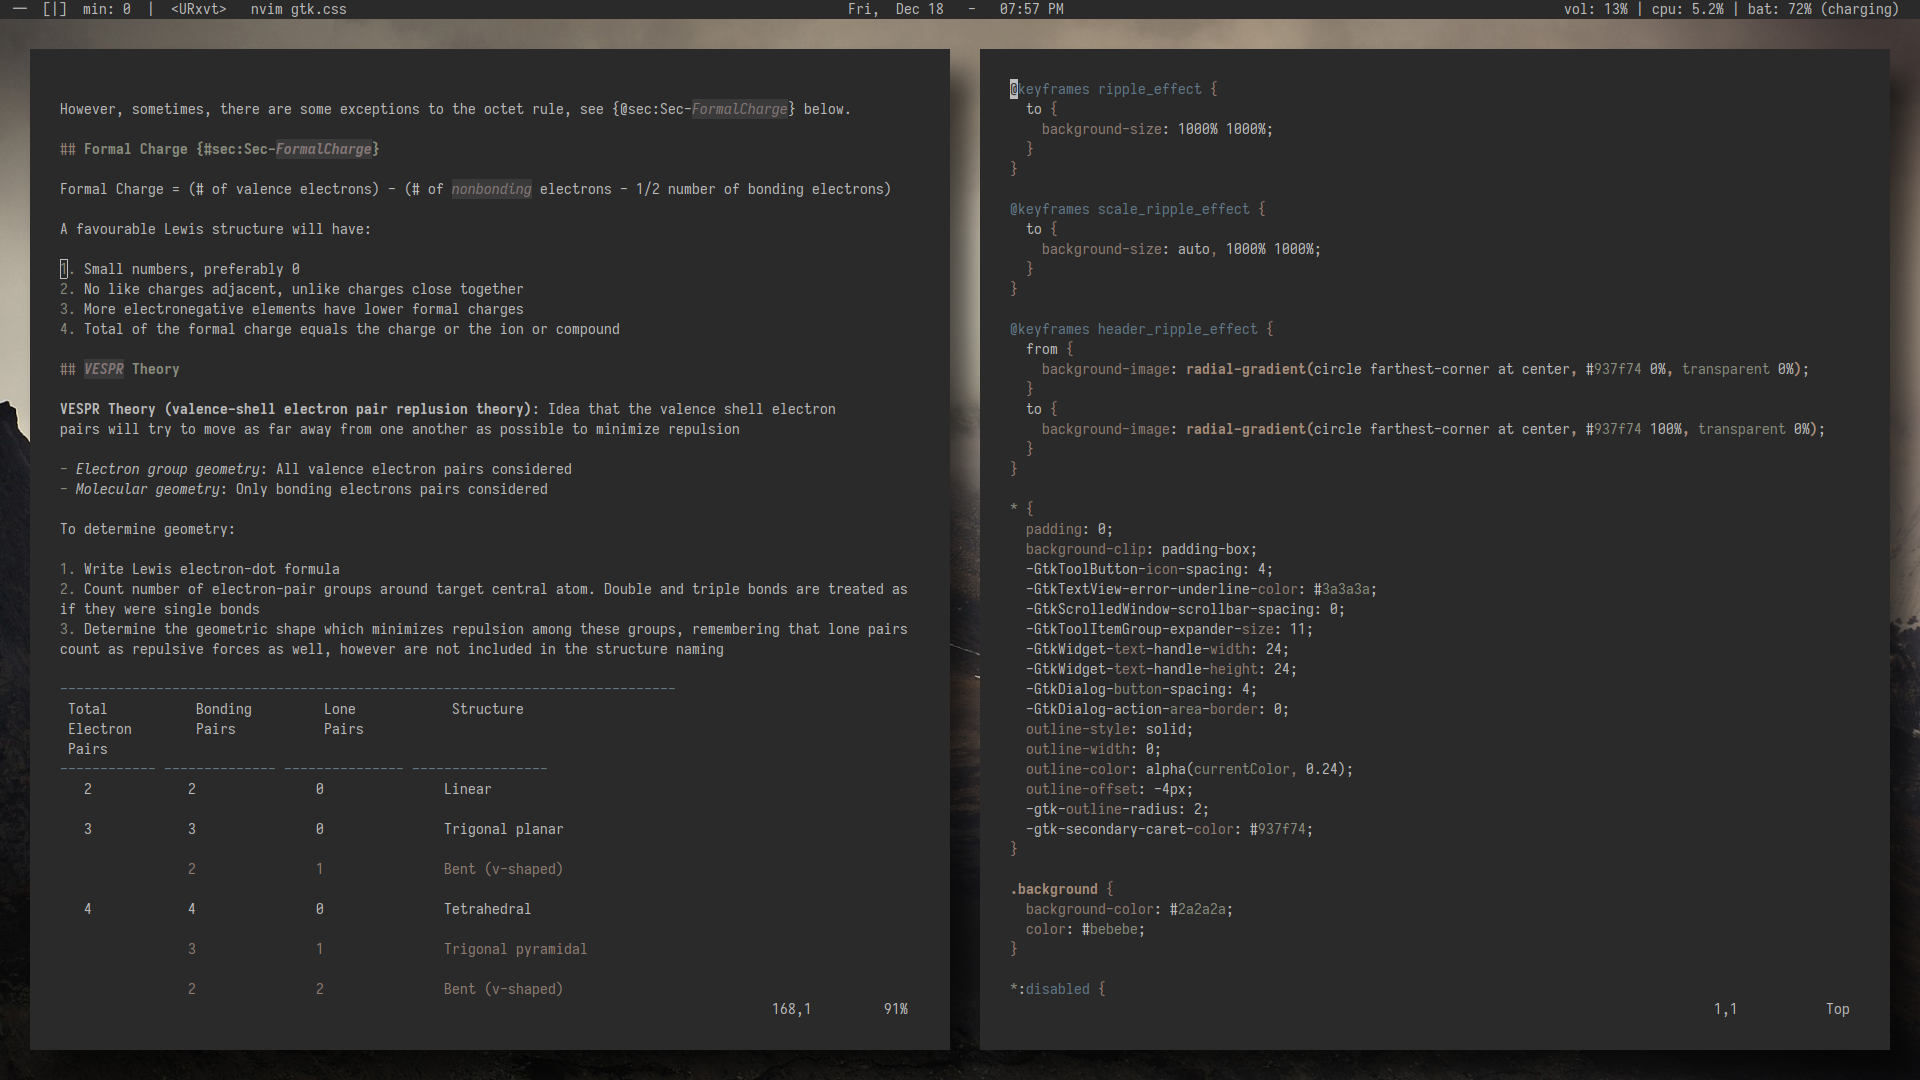 — [|] min: 0 | <URxvt> nvim gtk.css Fri, Dec 18 - 07:57 PM vol: 13% | cpu: 5.2% | bat: 72% (charging)
However, sometimes, there are some exceptions to the octet rule, see {@sec:Sec-FormalCharge} below.
## Formal Charge {#sec:Sec-FormalCharge}
Formal Charge = (# of valence electrons) - (# of nonbonding electrons - 1/2 number of bonding electrons)
A favourable Lewis structure will have:
1. Small numbers, preferably 0
2. No like charges adjacent, unlike charges close together
3. More electronegative elements have lower formal charges
4. Total of the formal charge equals the charge or the ion or compound
## VESPR Theory
VESPR Theory (valence-shell electron pair replusion theory): Idea that the valence shell electron
pairs will try to move as far away from one another as possible to minimize repulsion
- Electron group geometry: All valence electron pairs considered
- Molecular geometry: Only bonding electrons pairs considered
To determine geometry:
1. Write Lewis electron-dot formula
2. Count number of electron-pair groups around target central atom. Double and triple bonds are treated as
if they were single bonds
3. Determine the geometric shape which minimizes repulsion among these groups, remembering that lone pairs
count as repulsive forces as well, however are not included in the structure naming
-----------------------------------------------------------------------------
Total Bonding Lone Structure
Electron Pairs Pairs
Pairs
------------ -------------- --------------- -----------------
2 2 0 Linear
3 3 0 Trigonal planar
2 1 Bent (v-shaped)
4 4 0 Tetrahedral
3 1 Trigonal pyramidal
2 2 Bent (v-shaped)
168,1 91%
@keyframes ripple_effect {
to {
background-size: 1000% 1000%;
}
}
@keyframes scale_ripple_effect {
to {
background-size: auto, 1000% 1000%;
}
}
@keyframes header_ripple_effect {
from {
background-image: radial-gradient(circle farthest-corner at center, #937f74 0%, transparent 0%);
}
to {
background-image: radial-gradient(circle farthest-corner at center, #937f74 100%, transparent 0%);
}
}
* {
padding: 0;
background-clip: padding-box;
-GtkToolButton-icon-spacing: 4;
-GtkTextView-error-underline-color: #3a3a3a;
-GtkScrolledWindow-scrollbar-spacing: 0;
-GtkToolItemGroup-expander-size: 11;
-GtkWidget-text-handle-width: 24;
-GtkWidget-text-handle-height: 24;
-GtkDialog-button-spacing: 4;
-GtkDialog-action-area-border: 0;
outline-style: solid;
outline-width: 0;
outline-color: alpha(currentColor, 0.24);
outline-offset: -4px;
-gtk-outline-radius: 2;
-gtk-secondary-caret-color: #937f74;
}
.background {
background-color: #2a2a2a;
color: #bebebe;
}
*:disabled {
1,1 Top